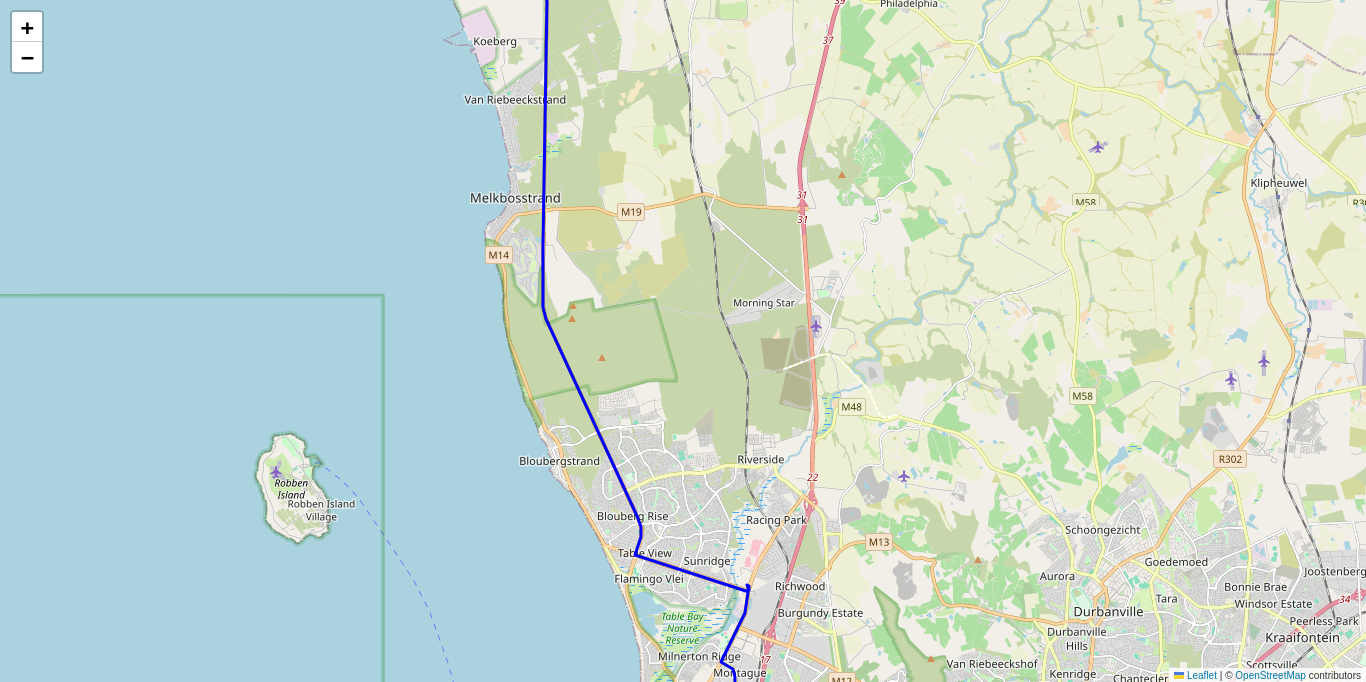 +
−
39
Philadelphia
37
Koeberg
Van Riebeeckstrand
31
Klipheuwel
Melkbosstrand
M58
M19
31
M14
Morning Star
M58
M48
Riverside
R302
Bloubergstrand
22
Robben
Island
Robben Island
Village
Blouberg Rise
Racing Park
Schoongezicht
M13
Table View
Sunridge
Goedemoed
Joostenberg
Flamingo Vlei
Aurora
Richwood
Bonnie Brae
Tara
34
Windsor Estate
Burgundy Estate
Durbanville
Table Bay
Nature
Reserve
Peerless Park
Durbanville
Hills
Kraaifontein
Milnerton Ridge
17
Van Riebeeckshof
Scottsville
Montague
M12
Kenridge
Chantecler
Leaflet | © OpenStreetMap contributors